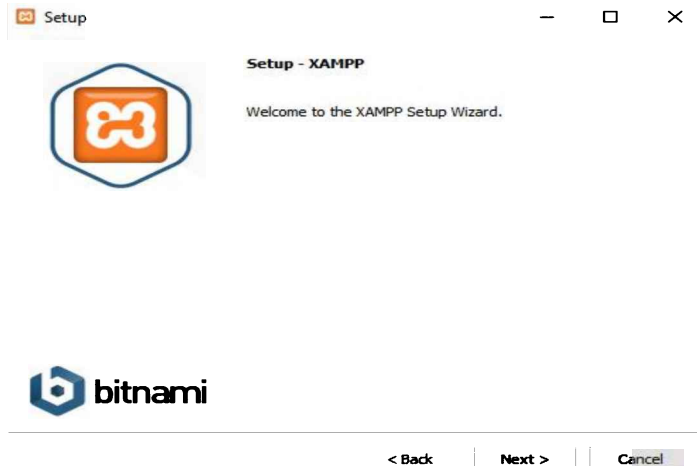 Setup
Setup - XAMPP
Welcome to the XAMPP Setup Wizard.
bitnami
< Back Next > Cancel